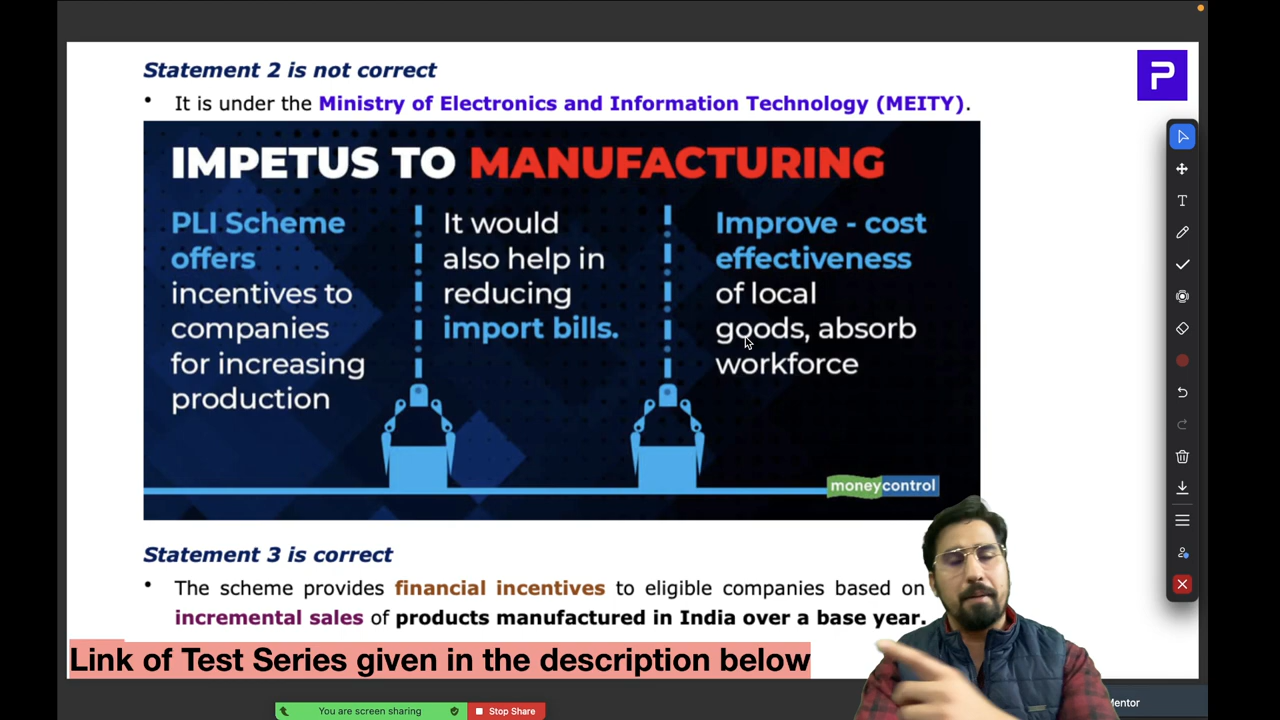 Statement 2 is not correct
• It is under the Ministry of Electronics and Information Technology (MEITY).
IMPETUS TO MANUFACTURING
PLI Scheme
offers
incentives to
companies
for increasing
production
It would
also help in
reducing
import bills.
Improve - cost
effectiveness
of local
goods, absorb
workforce
moneycontrol
Statement 3 is correct
• The scheme provides financial incentives to eligible companies based on
incremental sales of products manufactured in India over a base year.
Link of Test Series given in the description below
You are screen sharing
Stop Share
Mentor
P
T